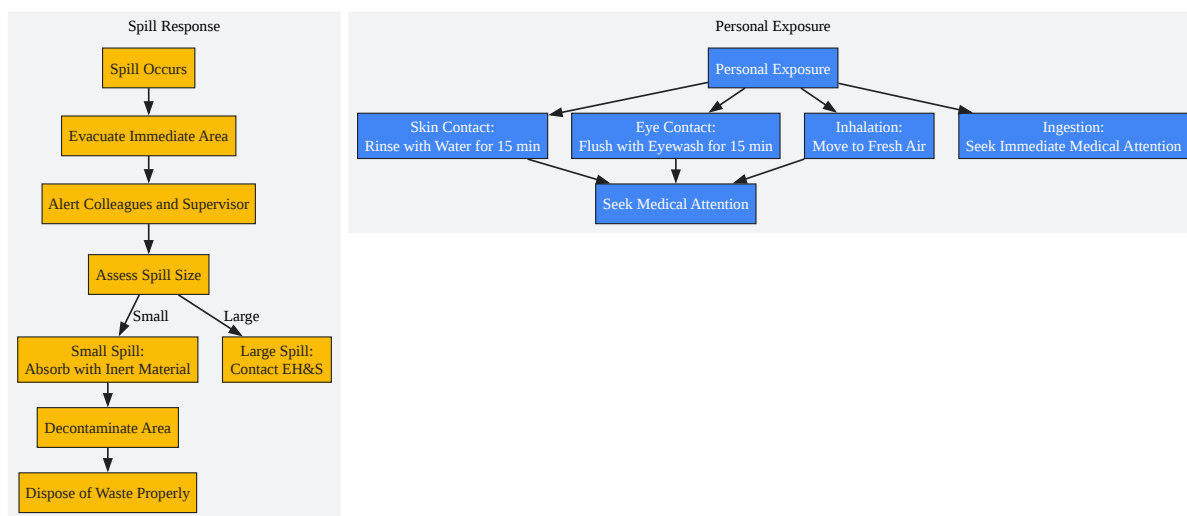 Spill Response
Spill Occurs
Evacuate Immediate Area
Alert Colleagues and Supervisor
Assess Spill Size
Small
Large
Small Spill:
Absorb with Inert Material
Large Spill:
Contact EH&S
Decontaminate Area
Dispose of Waste Properly
Personal Exposure
Personal Exposure
Skin Contact:
Rinse with Water for 15 min
Eye Contact:
Flush with Eyewash for 15 min
Inhalation:
Move to Fresh Air
Ingestion:
Seek Immediate Medical Attention
Seek Medical Attention